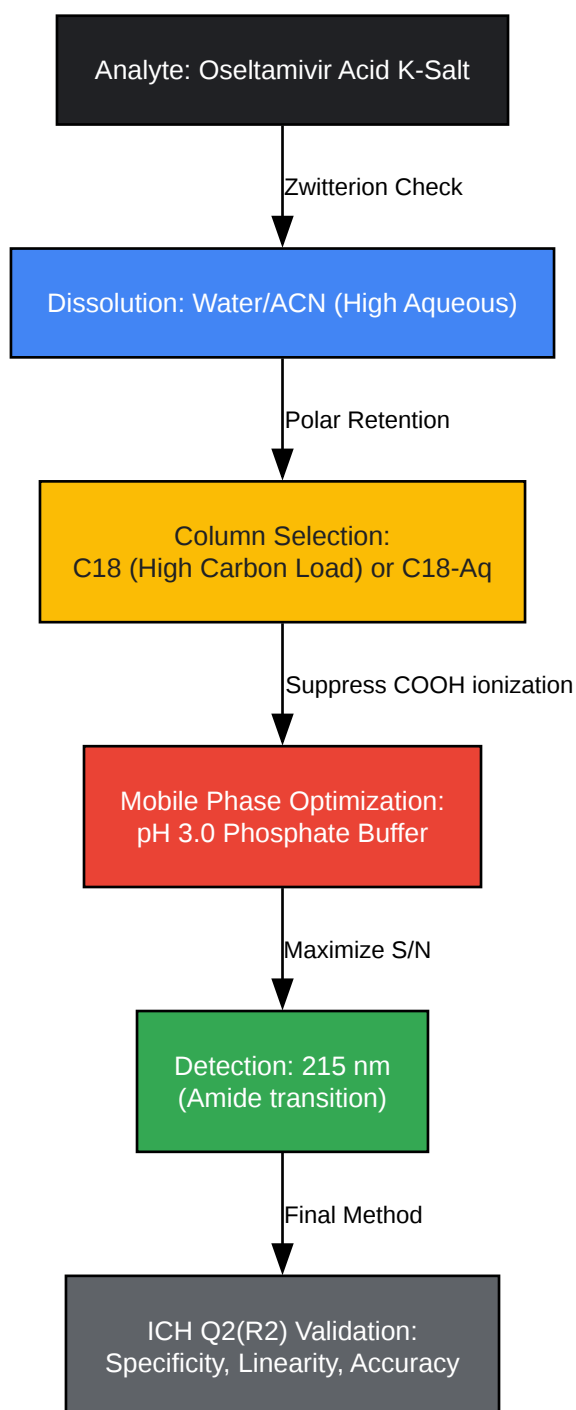 Analyte: Oseltamivir Acid K-Salt
Zwitterion Check
Dissolution: Water/ACN (High Aqueous)
Polar Retention
Column Selection:
C18 (High Carbon Load) or C18-Aq
Suppress COOH ionization
Mobile Phase Optimization:
pH 3.0 Phosphate Buffer
Maximize S/N
Detection: 215 nm
(Amide transition)
Final Method
ICH Q2(R2) Validation:
Specificity, Linearity, Accuracy